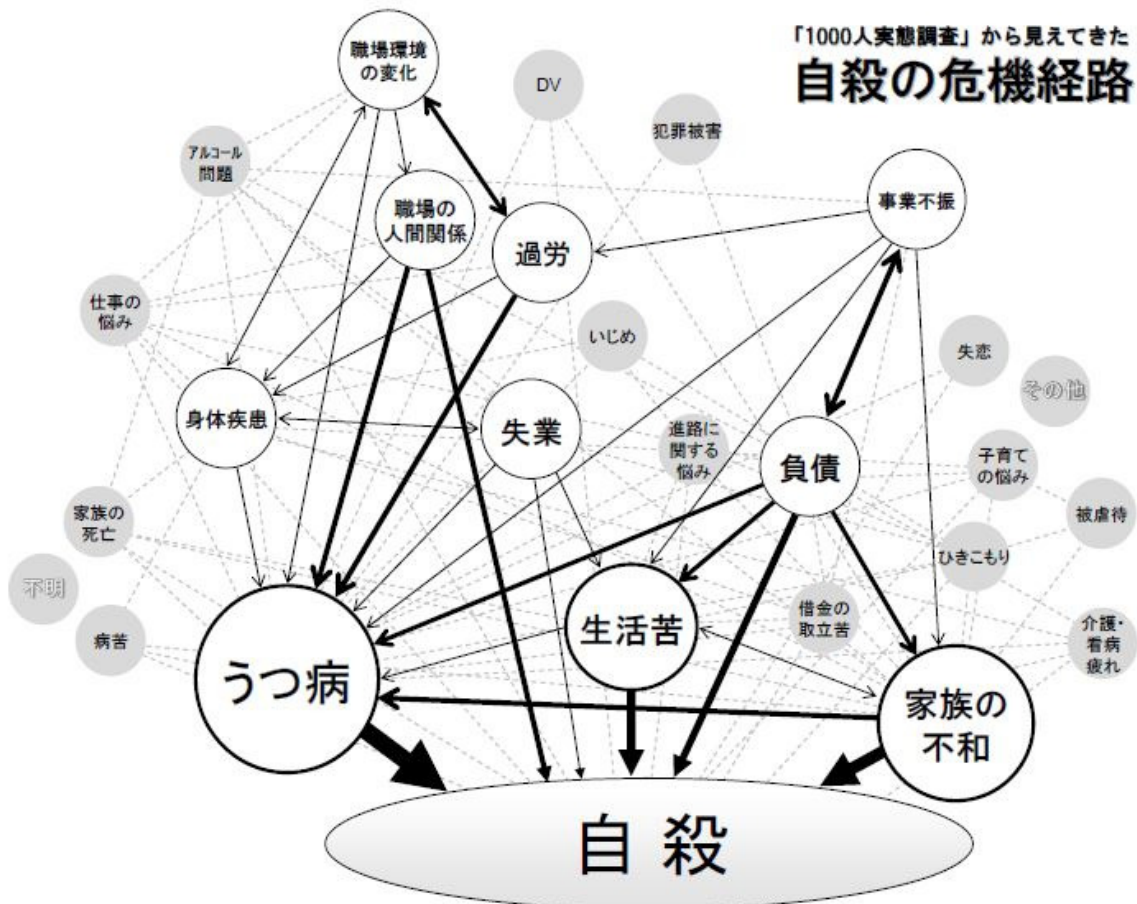 「1000人実態調査」から見えてきた
自殺の危機経路
職場環境
の変化
DV
犯罪被害
アルコール
問題
職場の
人間関係
過労
事業不振
仕事の
悩み
いじめ
失恋
その他
身体疾患
失業
進路に
関する
悩み
負債
子育て
の悩み
家族の
死亡
被虐待
ひきこもり
不明
病苦
うつ病
生活苦
借金の
取立苦
介護・
看病
疲れ
家族の
不和
自殺